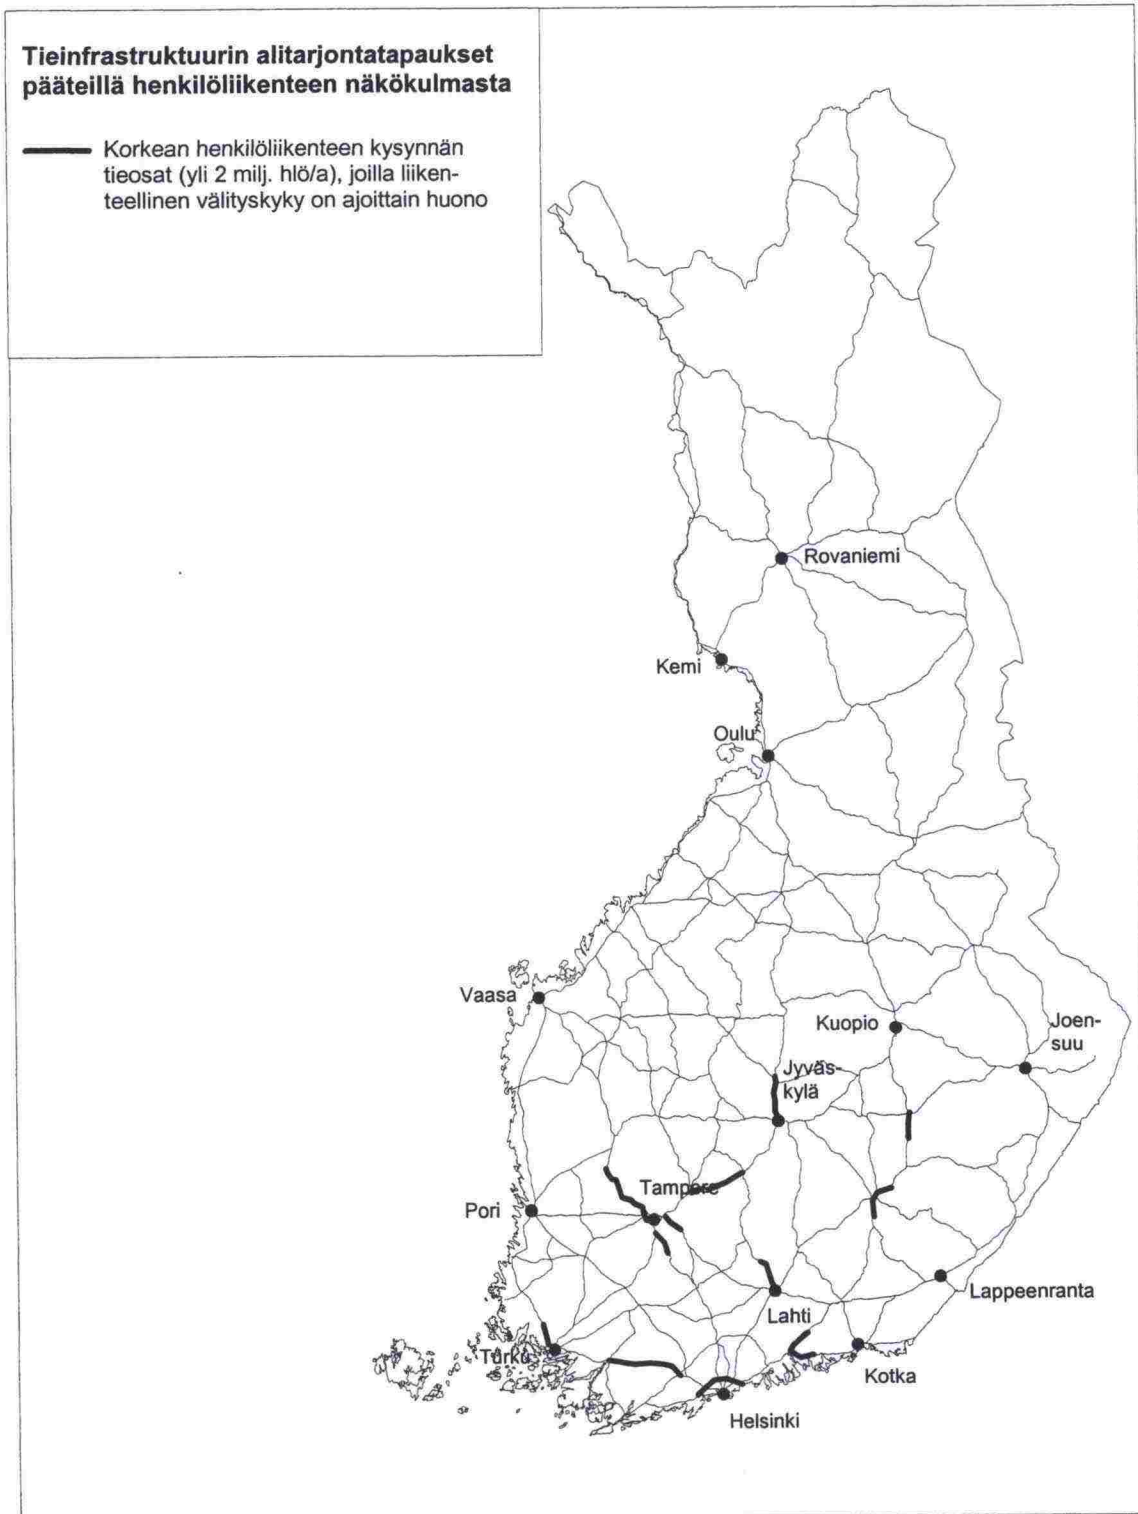 Tieinfrastruktuurin alitarjontatapaukset
pääteillä henkilöliikenteen näkökulmasta
Korkean henkilöliikenteen kysynnän
tieosat (yli 2 milj. hlö/a), joilla liiken-
teellinen välityskyky on ajoittain huono
Rovaniemi
Kemi
Oulu
Vaasa
Kuopio
Joen-
suu
Jyväs-
kylä
Tampere
Pori
Lappeenranta
Lahti
Turku
Kotka
Helsinki